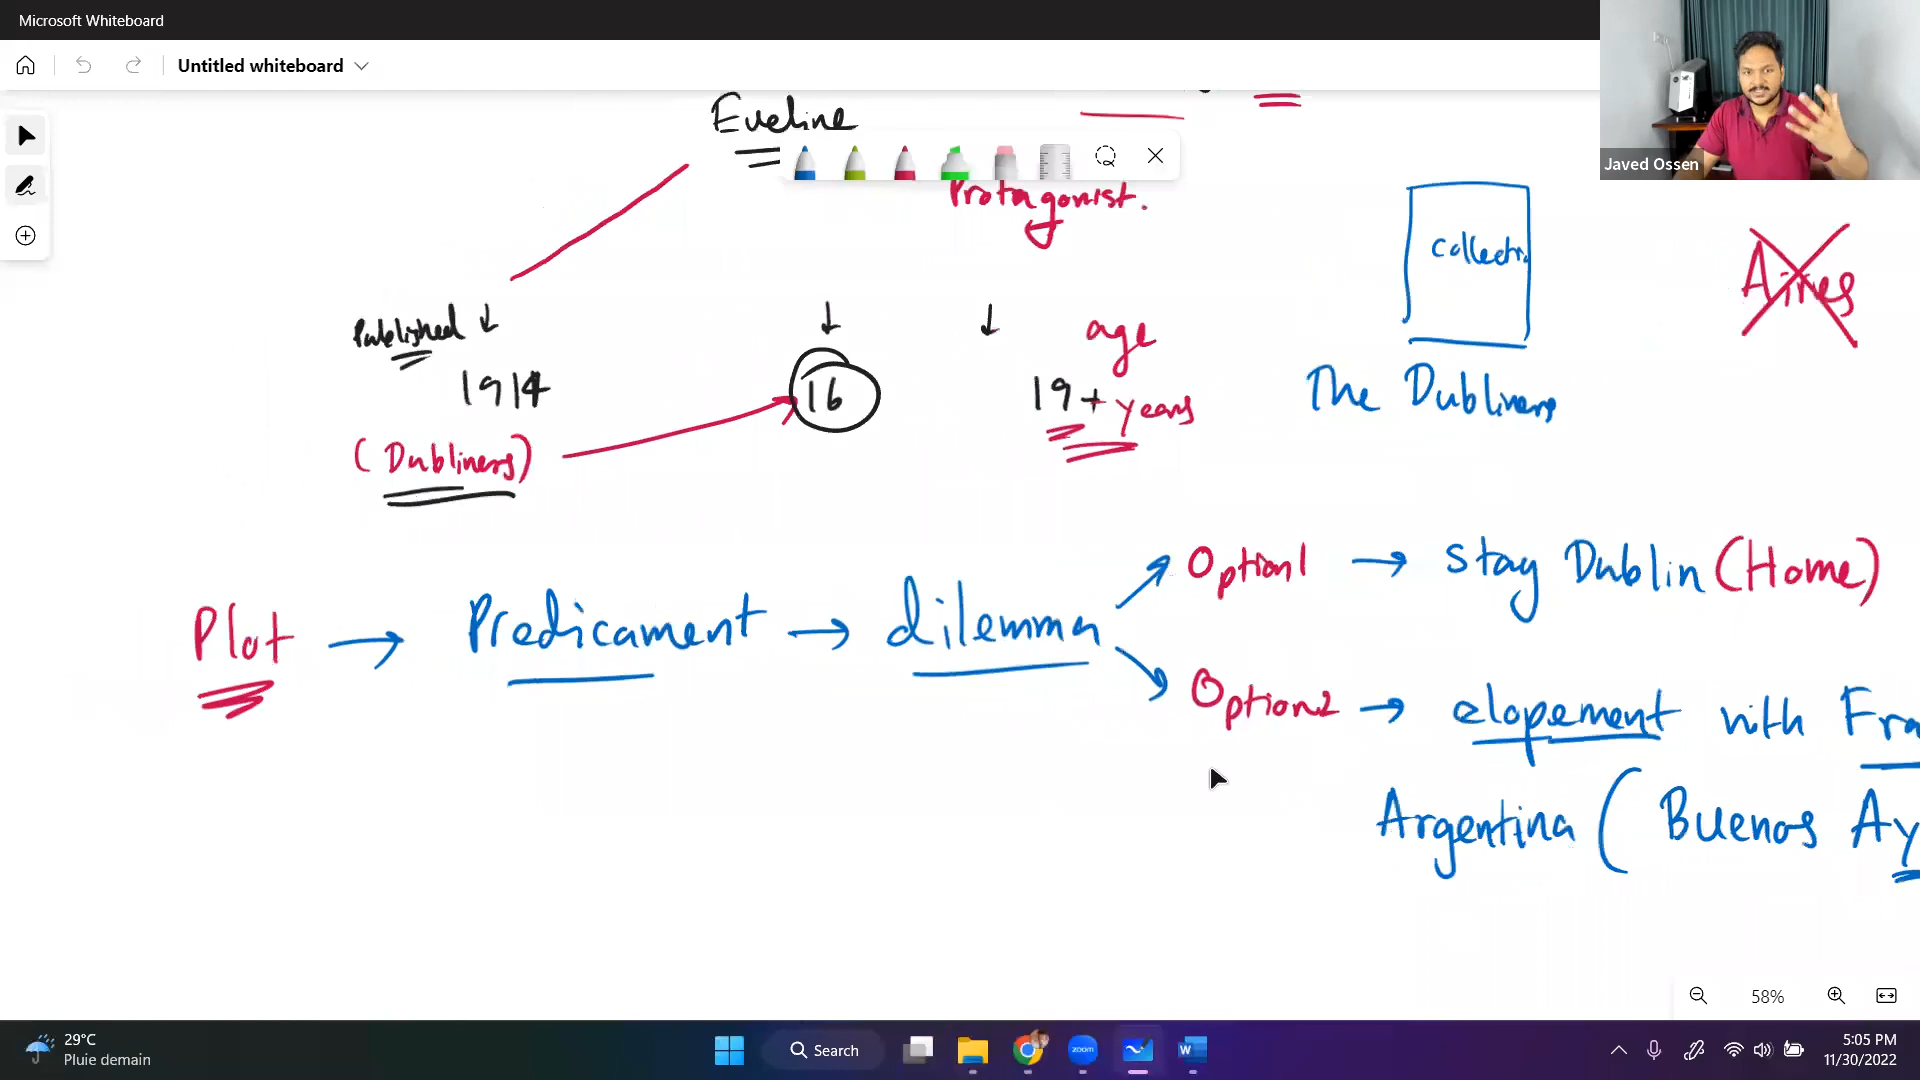 Microsoft Whiteboard
Untitled whiteboard
Javed Ossen
Eveline
Protagonist.
Collecti
Aires
Published
age
1914
16
19+ years
The Dubliners
(Dubliners)
Plot → Predicament → dilemma
Option1 → stay Dublin (Home)
Option2 → elopement with Fra
Argentina ( Buenos Ay
58%
29°C
Pluie demain
Search
zoom
W
5:05 PM
11/30/2022